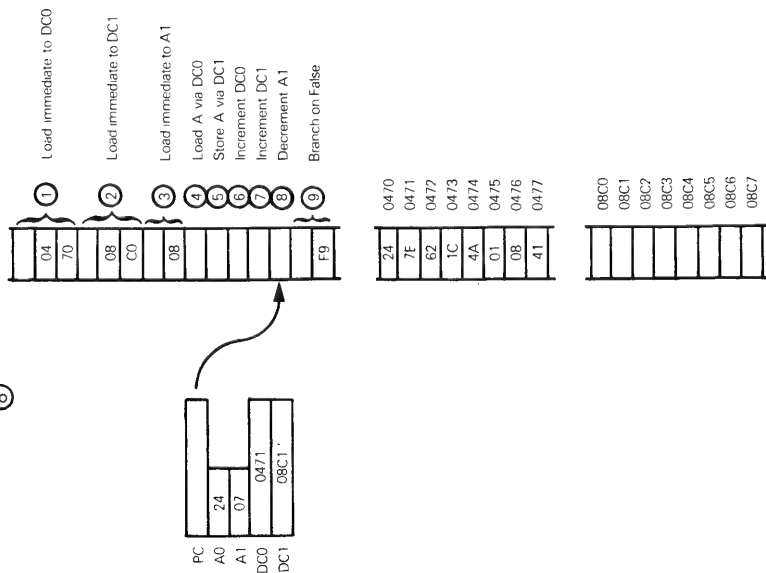 ⑧
04
70
① Load immediate to DC0
08
C0
② Load immediate to DC1
08
③ Load immediate to A1
④ Load A via DC0
⑤ Store A via DC1
⑥ Increment DC0
⑦ Increment DC1
⑧ Decrement A1
F9
⑨ Branch on False
PC
A0 24
A1 07
DC0 0471
DC1 08C1
24 0470
7E 0471
62 0472
1C 0473
4A 0474
01 0475
08 0476
41 0477
08C0
08C1
08C2
08C3
08C4
08C5
08C6
08C7